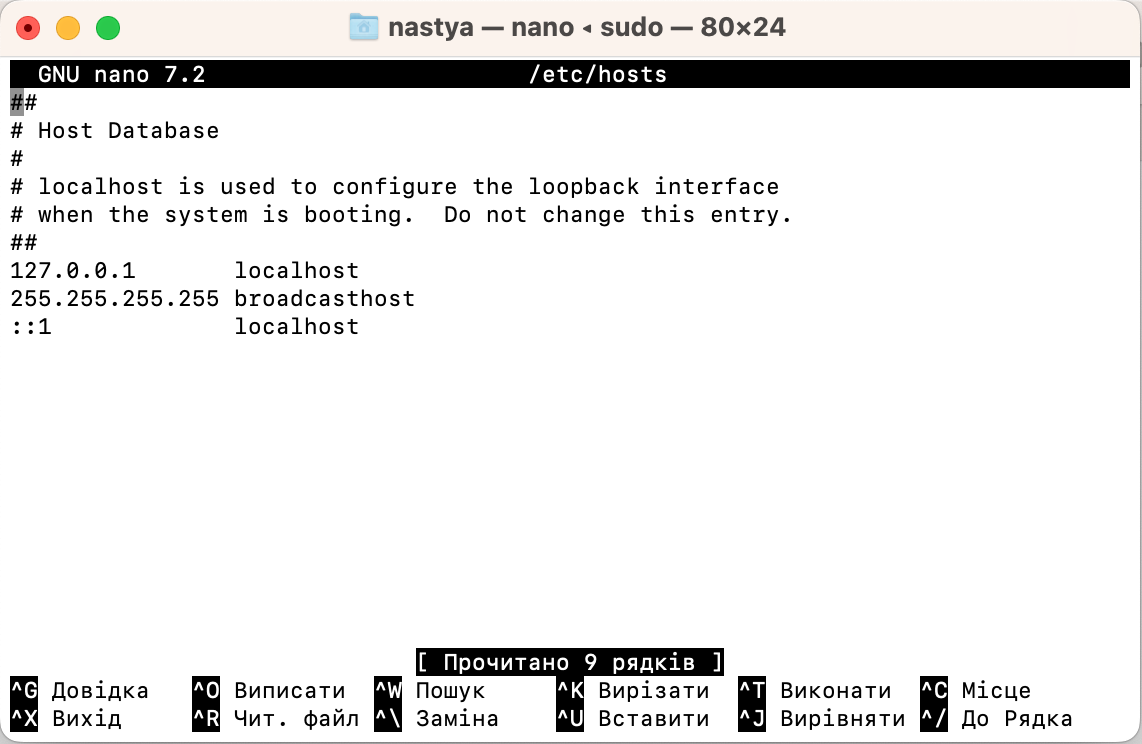 nastya — nano ◂ sudo — 80×24
GNU nano 7.2 /etc/hosts
##
# Host Database
#
# localhost is used to configure the loopback interface
# when the system is booting.  Do not change this entry.
##
127.0.0.1       localhost
255.255.255.255 broadcasthost
::1             localhost
[ Прочитано 9 рядків ]
^G Довідка ^O Виписати ^W Пошук ^K Вирізати ^T Виконати ^C Місце
^X Вихід ^R Чит. файл ^\ Заміна ^U Вставити ^J Вирівняти ^/ До Рядка